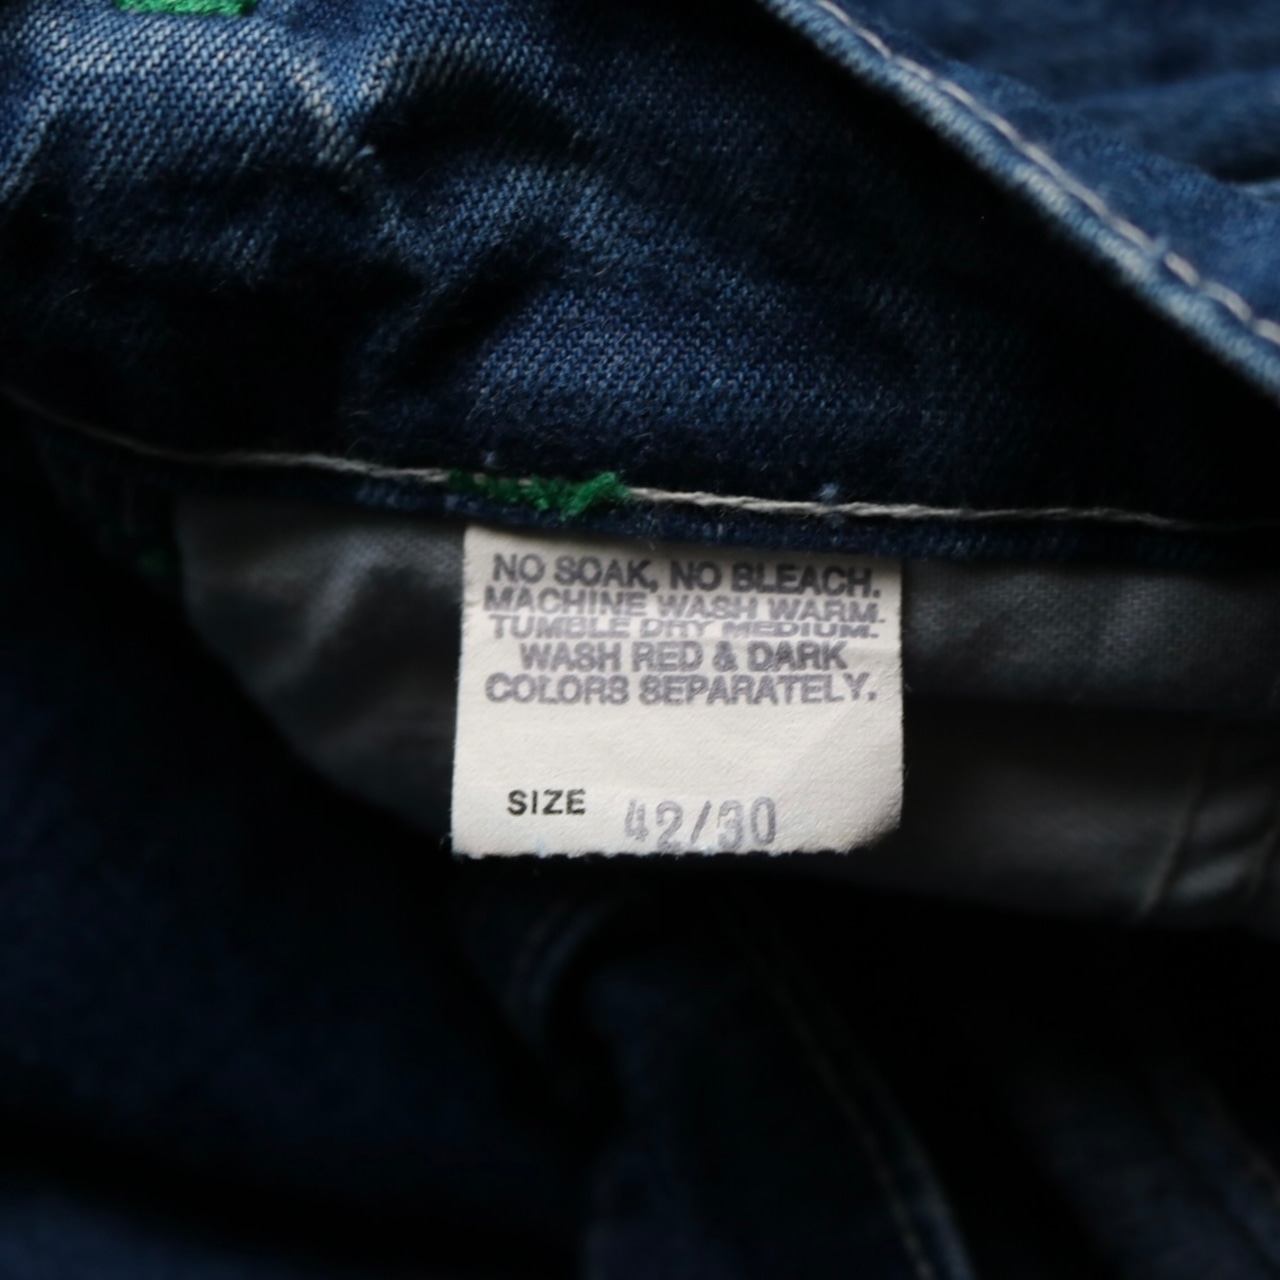 NO SOAK, NO BLEACH.
MACHINE WASH WARM.
TUMBLE DRY MEDIUM.
WASH RED & DARK
COLORS SEPARATELY.
SIZE 42/30